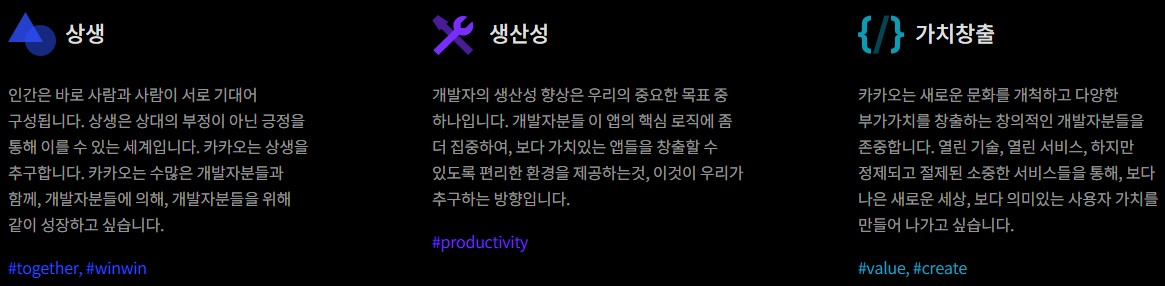 상생
인간은 바로 사람과 사람이 서로 기대어
구성됩니다. 상생은 상대의 부정이 아닌 긍정을
통해 이를 수 있는 세계입니다. 카카오는 상생을
추구합니다. 카카오는 수많은 개발자분들과
함께, 개발자분들에 의해, 개발자분들을 위해
같이 성장하고 싶습니다.
#together, #winwin
생산성
개발자의 생산성 향상은 우리의 중요한 목표 중
하나입니다. 개발자분들 이 앱의 핵심 로직에 좀
더 집중하여, 보다 가치있는 앱들을 창출할 수
있도록 편리한 환경을 제공하는것, 이것이 우리가
추구하는 방향입니다.
#productivity
가치창출
카카오는 새로운 문화를 개척하고 다양한
부가가치를 창출하는 창의적인 개발자분들을
존중합니다. 열린 기술, 열린 서비스, 하지만
정제되고 절제된 소중한 서비스들을 통해, 보다
나은 새로운 세상, 보다 의미있는 사용자 가치를
만들어 나가고 싶습니다.
#value, #create